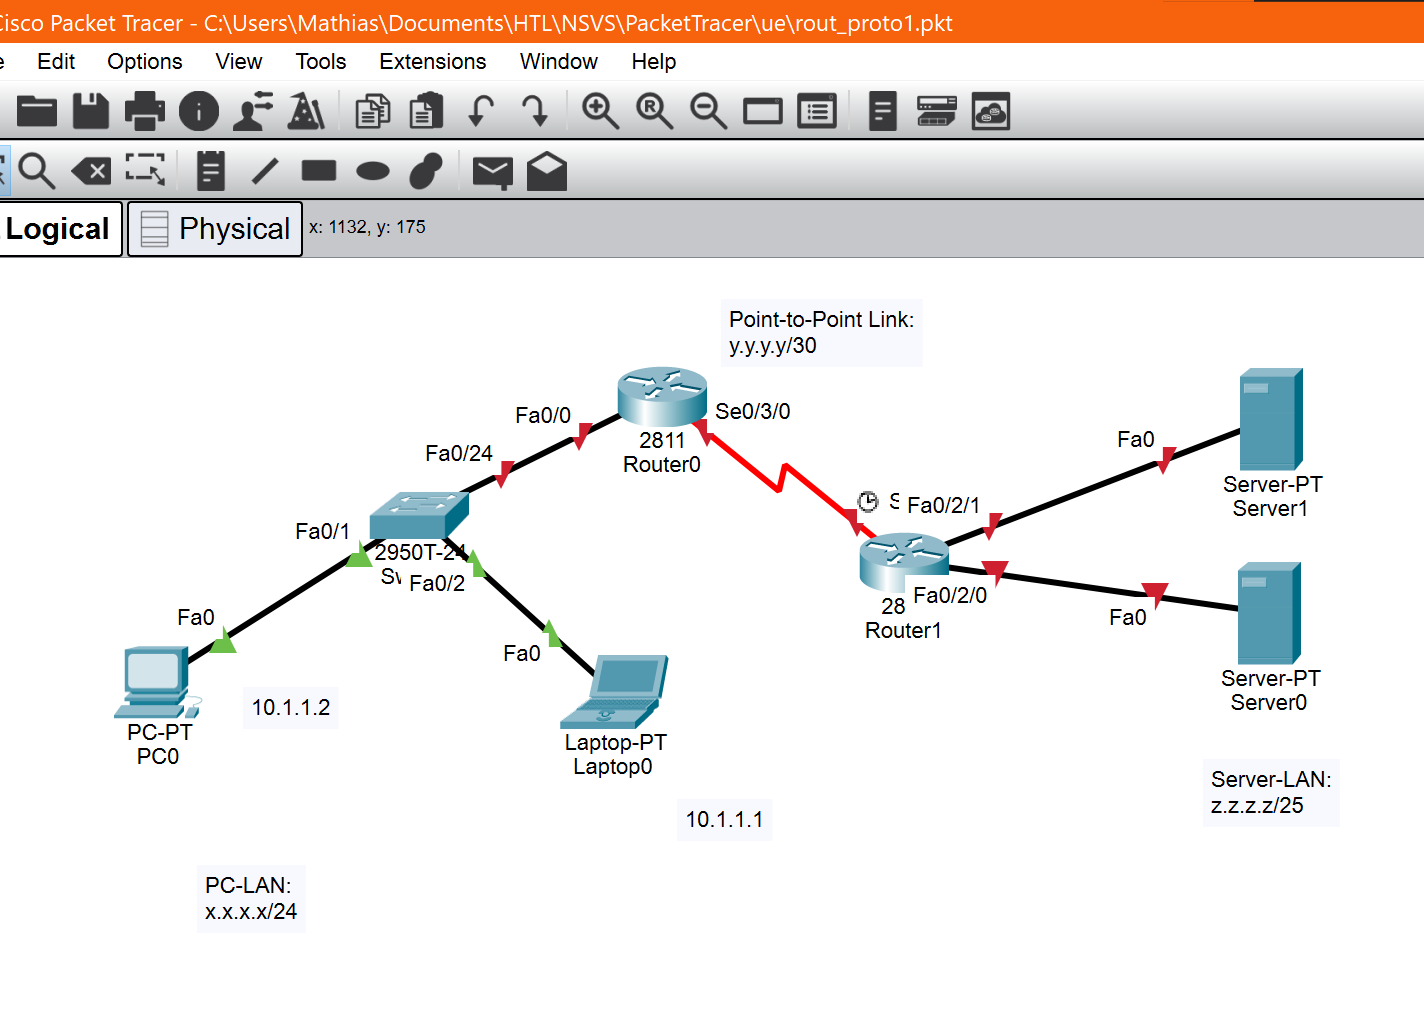 Cisco Packet Tracer - C:\Users\Mathias\Documents\HTL\NSVS\PacketTracer\ue\rout_proto1.pkt
Edit Options View Tools Extensions Window Help
Logical Physical x: 1132, y: 175
Point-to-Point Link:
y.y.y.y/30
Fa0/0
Se0/3/0
2811
Router0
Fa0/24
Fa0
Server-PT
Server1
S Fa0/2/1
Fa0/1
2950T-24
Fa0/2
Fa0/2/0
28
Router1
Fa0
Fa0
Fa0
Server-PT
Server0
10.1.1.2
PC-PT
PC0
Laptop-PT
Laptop0
Server-LAN:
z.z.z.z/25
10.1.1.1
PC-LAN:
x.x.x.x/24